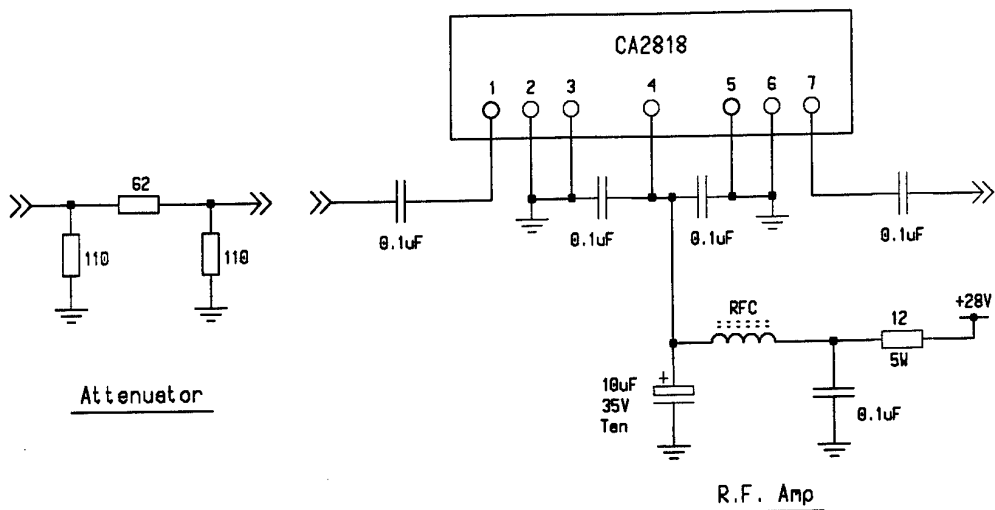 CA2818
1 2 3 4 5 6 7
62
110
110
Attenuator
0.1uF
0.1uF
0.1uF
0.1uF
RFC
12
5W
+28V
10uF
35V
Tan
0.1uF
R.F. Amp